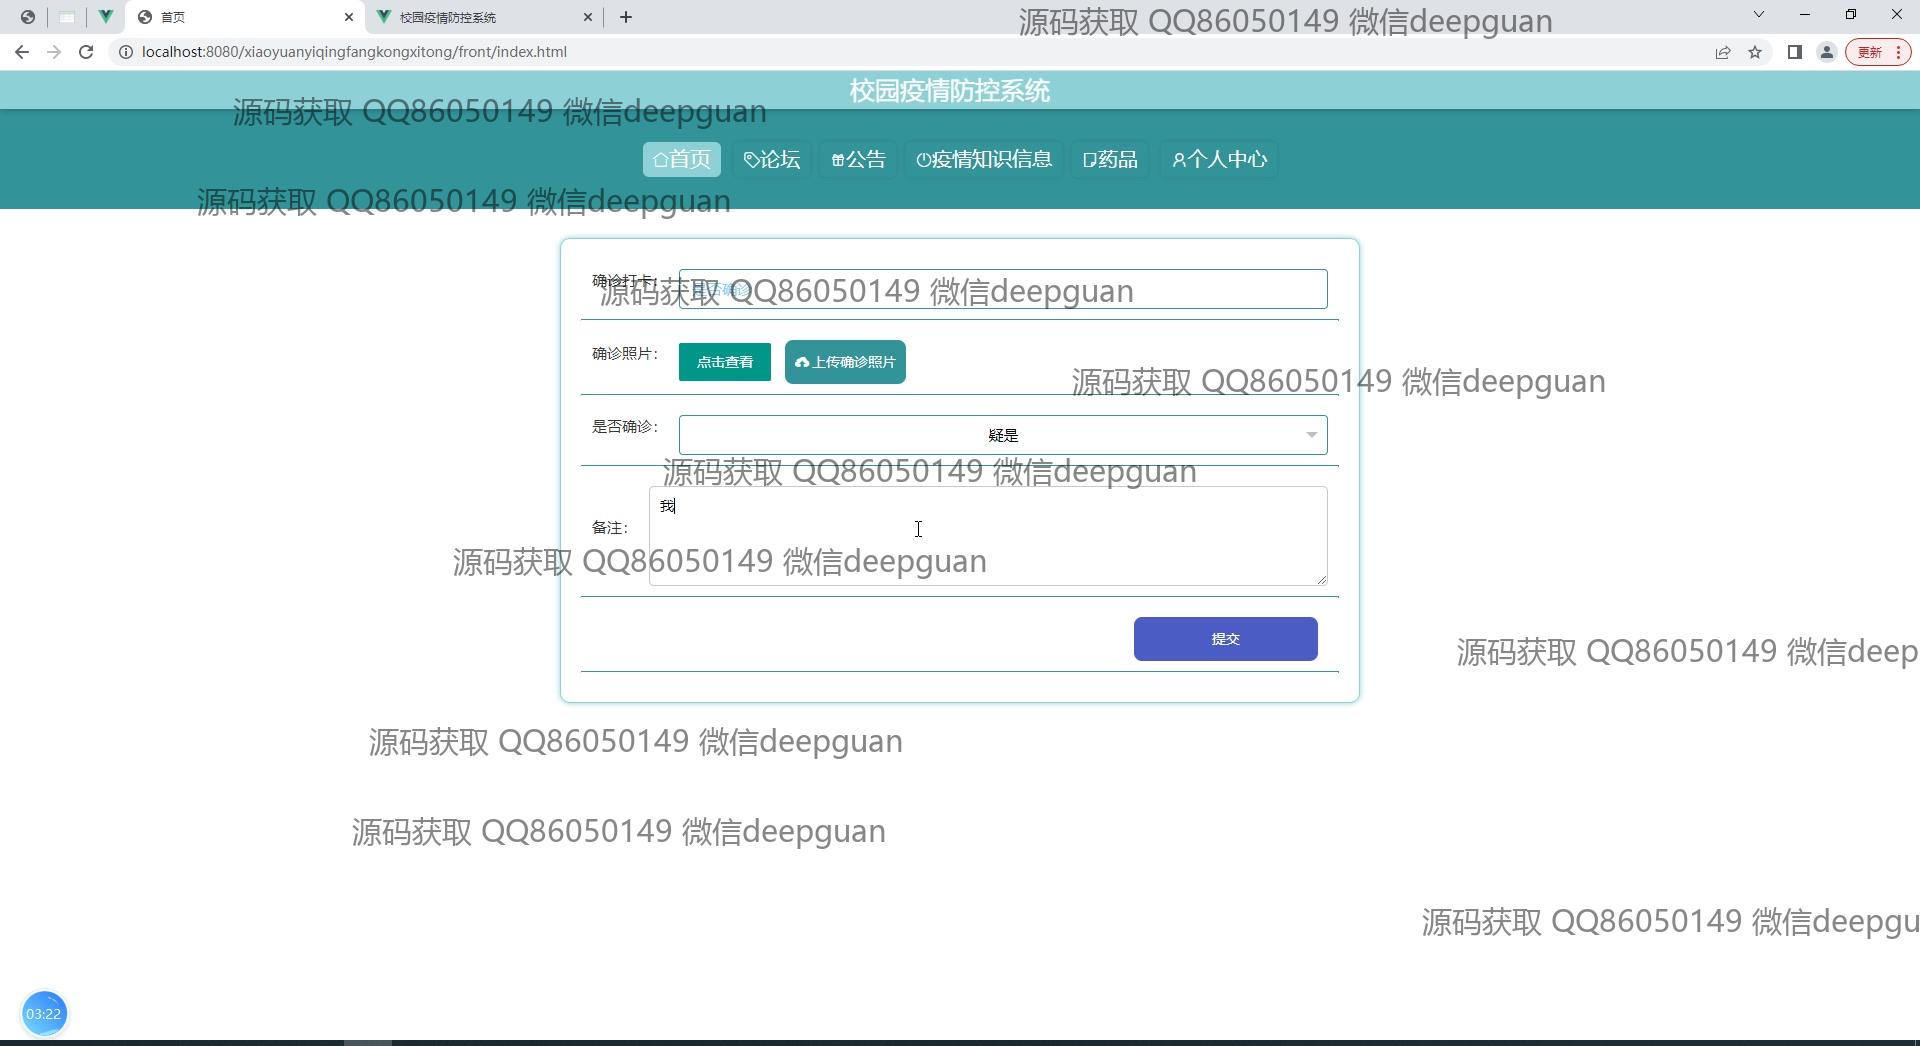 首页
校园疫情防控系统
源码获取 QQ86050149 微信deepguan
localhost:8080/xiaoyuanyiqingfangkongxitong/front/index.html
更新
校园疫情防控系统
源码获取 QQ86050149 微信deepguan
首页 论坛 公告 疫情知识信息 药品 个人中心
源码获取 QQ86050149 微信deepguan
确诊打卡：
是否确诊
源码获取 QQ86050149 微信deepguan
确诊照片： 点击查看 上传确诊照片
源码获取 QQ86050149 微信deepguan
是否确诊： 疑是
源码获取 QQ86050149 微信deepguan
我
备注：
源码获取 QQ86050149 微信deepguan
提交
源码获取 QQ86050149 微信deep
源码获取 QQ86050149 微信deepguan
源码获取 QQ86050149 微信deepguan
源码获取 QQ86050149 微信deepgu
03:22